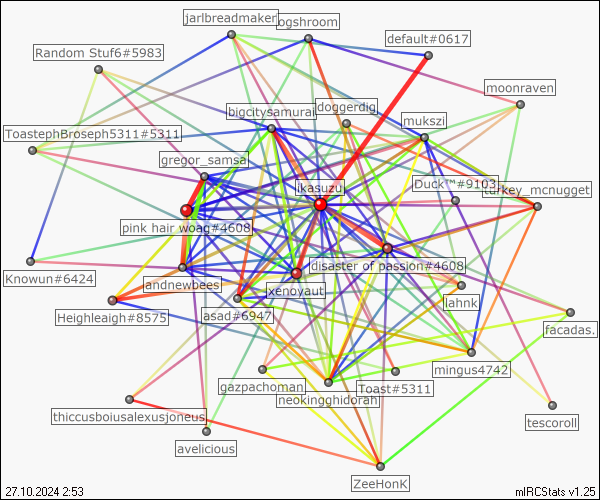 jarlbreadmaker
ogshroom
default#0617
Random Stuf6#5983
moonraven
bigcitysamurai
doggerdig
mukszi
ToastephBroseph5311#5311
gregor_samsa
ikasuzu
Duck™#9103
turkey_mcnugget
pink hair woag#4608
disaster of passion#4608
Knowun#6424
andnewbees
xenoyaut
lahnk
Heighleaigh#8575
asad#6947
facadas.
mingus4742
gazpachoman
Toast#5311
neokingghidorah
thiccusboiusalexusjoneus
tescoroll
avelicious
ZeeHonK
27.10.2024 2:53
mIRCStats v1.25